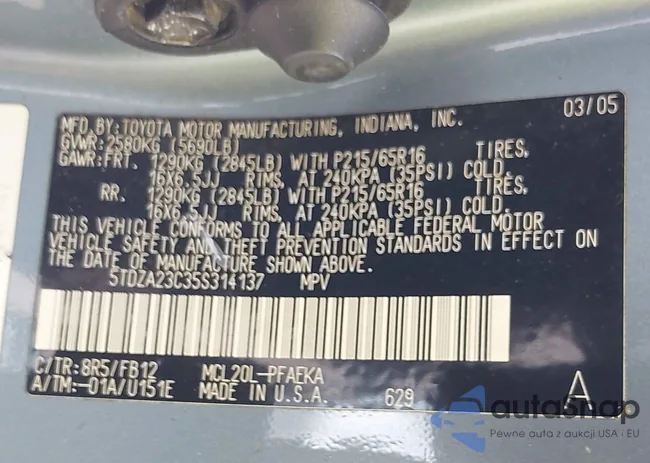 MFD. BY: TOYOTA MOTOR MANUFACTURING, INDIANA, INC. 03/05
GVWR: 2580KG (5690LB)
GAWR: FRT. 1290KG (2845LB) WITH P215/65R16 TIRES,
16X6.5JJ RIMS, AT 240KPA (35PSI) COLD.
RR. 1290KG (2845LB) WITH P215/65R16 TIRES,
16X6.5JJ RIMS, AT 240KPA (35PSI) COLD.
THIS VEHICLE CONFORMS TO ALL APPLICABLE FEDERAL MOTOR
VEHICLE SAFETY AND THEFT PREVENTION STANDARDS IN EFFECT ON
THE DATE OF MANUFACTURE SHOWN ABOVE.
5TDZA23C35S314137 MPV
C/TR: 8R5/FB12 MCL20L-PFAEKA
A/TM: -01A/U151E MADE IN U.S.A. 629 A
autoSnap
Pewne auta z aukcji USA i EU